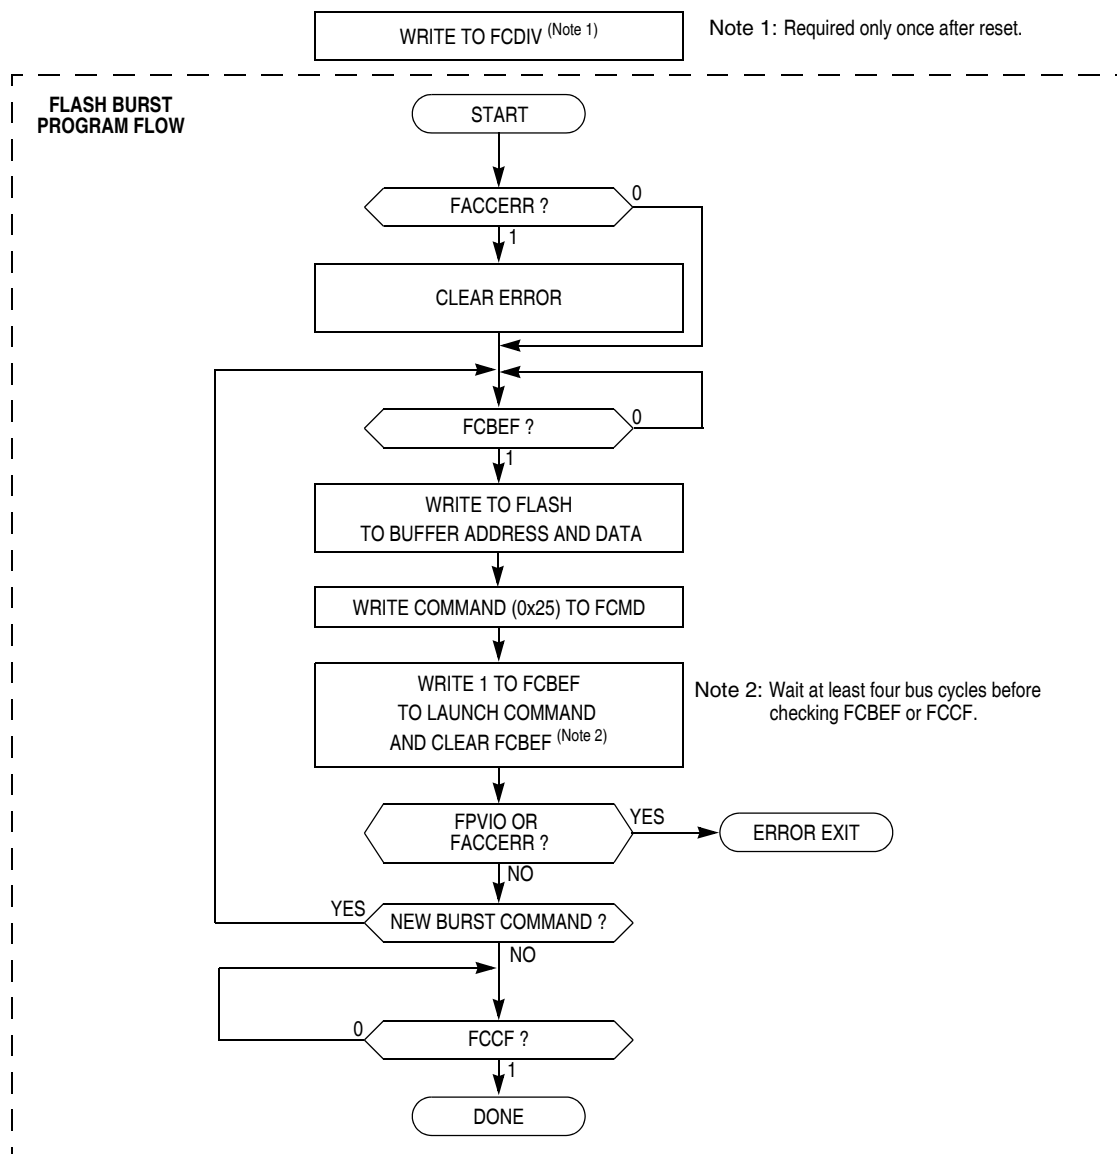 WRITE TO FCDIV (Note 1)
Note 1: Required only once after reset.
FLASH BURST
PROGRAM FLOW
START
FACCERR ?
0
1
CLEAR ERROR
FCBEF ?
0
1
WRITE TO FLASH
TO BUFFER ADDRESS AND DATA
WRITE COMMAND (0x25) TO FCMD
WRITE 1 TO FCBEF
TO LAUNCH COMMAND
AND CLEAR FCBEF (Note 2)
Note 2: Wait at least four bus cycles before
checking FCBEF or FCCF.
FPVIO OR
FACCERR ?
YES
ERROR EXIT
NO
YES
NEW BURST COMMAND ?
NO
0
FCCF ?
1
DONE